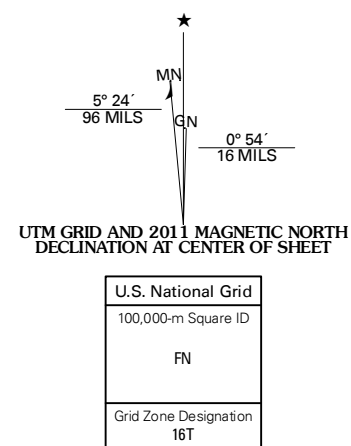 MN
5° 24´
96 MILS
GN
0° 54´
16 MILS
UTM GRID AND 2011 MAGNETIC NORTH
DECLINATION AT CENTER OF SHEET
U.S. National Grid
100,000-m Square ID
FN
Grid Zone Designation
16T